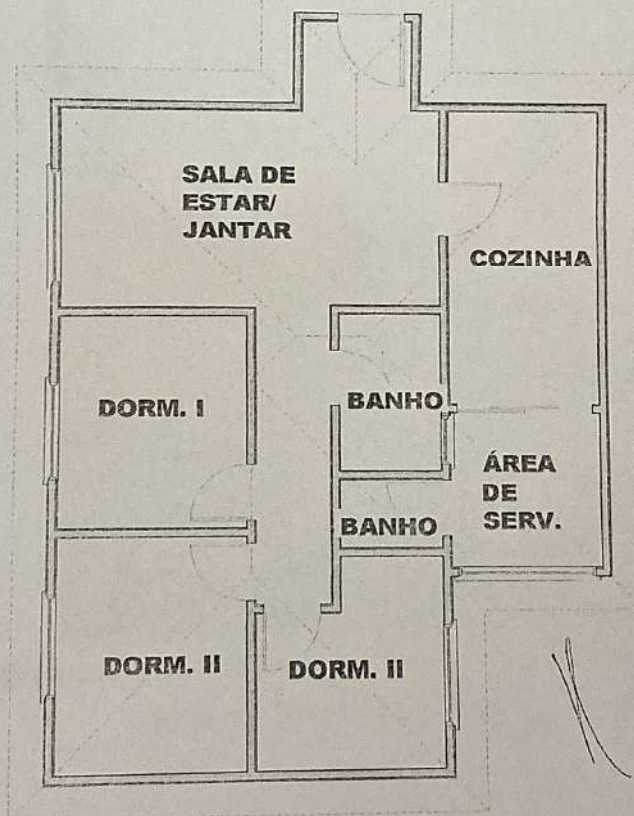 SALA DE
ESTAR/
JANTAR
COZINHA
DORM. I
BANHO
ÁREA
DE
SERV.
BANHO
DORM. II
DORM. II